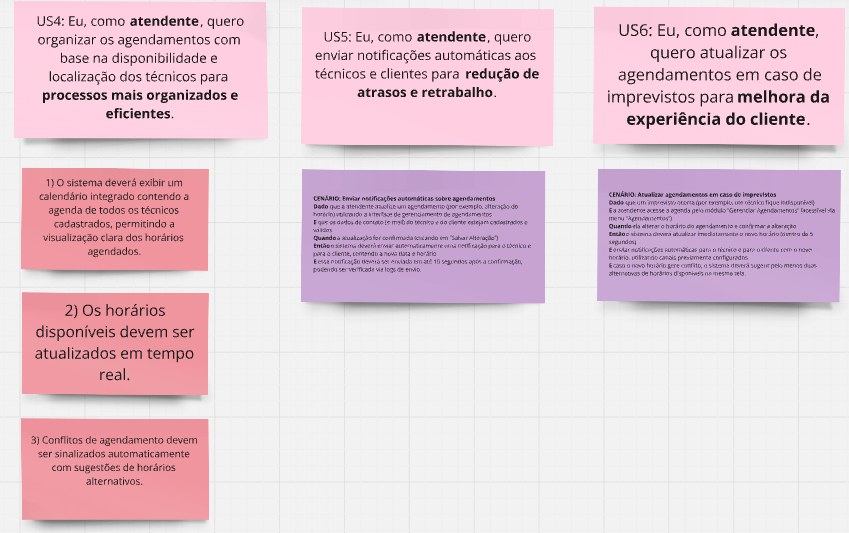 US4: Eu, como atendente, quero
organizar os agendamentos com
base na disponibilidade e
localização dos técnicos para
processos mais organizados e
eficientes.
US5: Eu, como atendente, quero
enviar notificações automáticas aos
técnicos e clientes para redução de
atrasos e retrabalho.
US6: Eu, como atendente,
quero atualizar os
agendamentos em caso de
imprevistos para melhora da
experiência do cliente.
1) O sistema deverá exibir um
calendário integrado contendo a
agenda de todos os técnicos
cadastrados, permitindo a
visualização clara dos horários
agendados.
2) Os horários
disponíveis devem ser
atualizados em tempo
real.
3) Conflitos de agendamento devem
ser sinalizados automaticamente
com sugestões de horários
alternativos.
CENÁRIO: Enviar notificações automáticas sobre agendamentos
Dado que a atendente atualize um agendamento (por exemplo, alteração do
horário) utilizando a interface de gerenciamento de agendamentos
E que os dados de contato (e-mail) do técnico e do cliente estejam cadastrados e
válidos
Quando a atualização for confirmada (clicando em "Salvar Alteração")
Então o sistema deverá enviar automaticamente uma notificação para o técnico e
para o cliente, contendo a nova data e horário
E essa notificação deverá ser enviada em até 10 segundos após a confirmação,
podendo ser verificada via logs de envio.
CENÁRIO: Atualizar agendamentos em caso de imprevistos
Dado que um imprevisto ocorra (por exemplo, um técnico fique indisponível)
E a atendente acesse a agenda pelo módulo "Gerenciar Agendamentos" (acessível via
menu "Agendamentos")
Quando ela alterar o horário do agendamento e confirmar a alteração
Então o sistema deverá atualizar imediatamente o novo horário (dentro de 5
segundos)
E enviar notificações automáticas para o técnico e para o cliente com o novo
horário, utilizando canais previamente configurados
E caso o novo horário gere conflito, o sistema deverá sugerir pelo menos duas
alternativas de horários disponíveis na mesma tela.